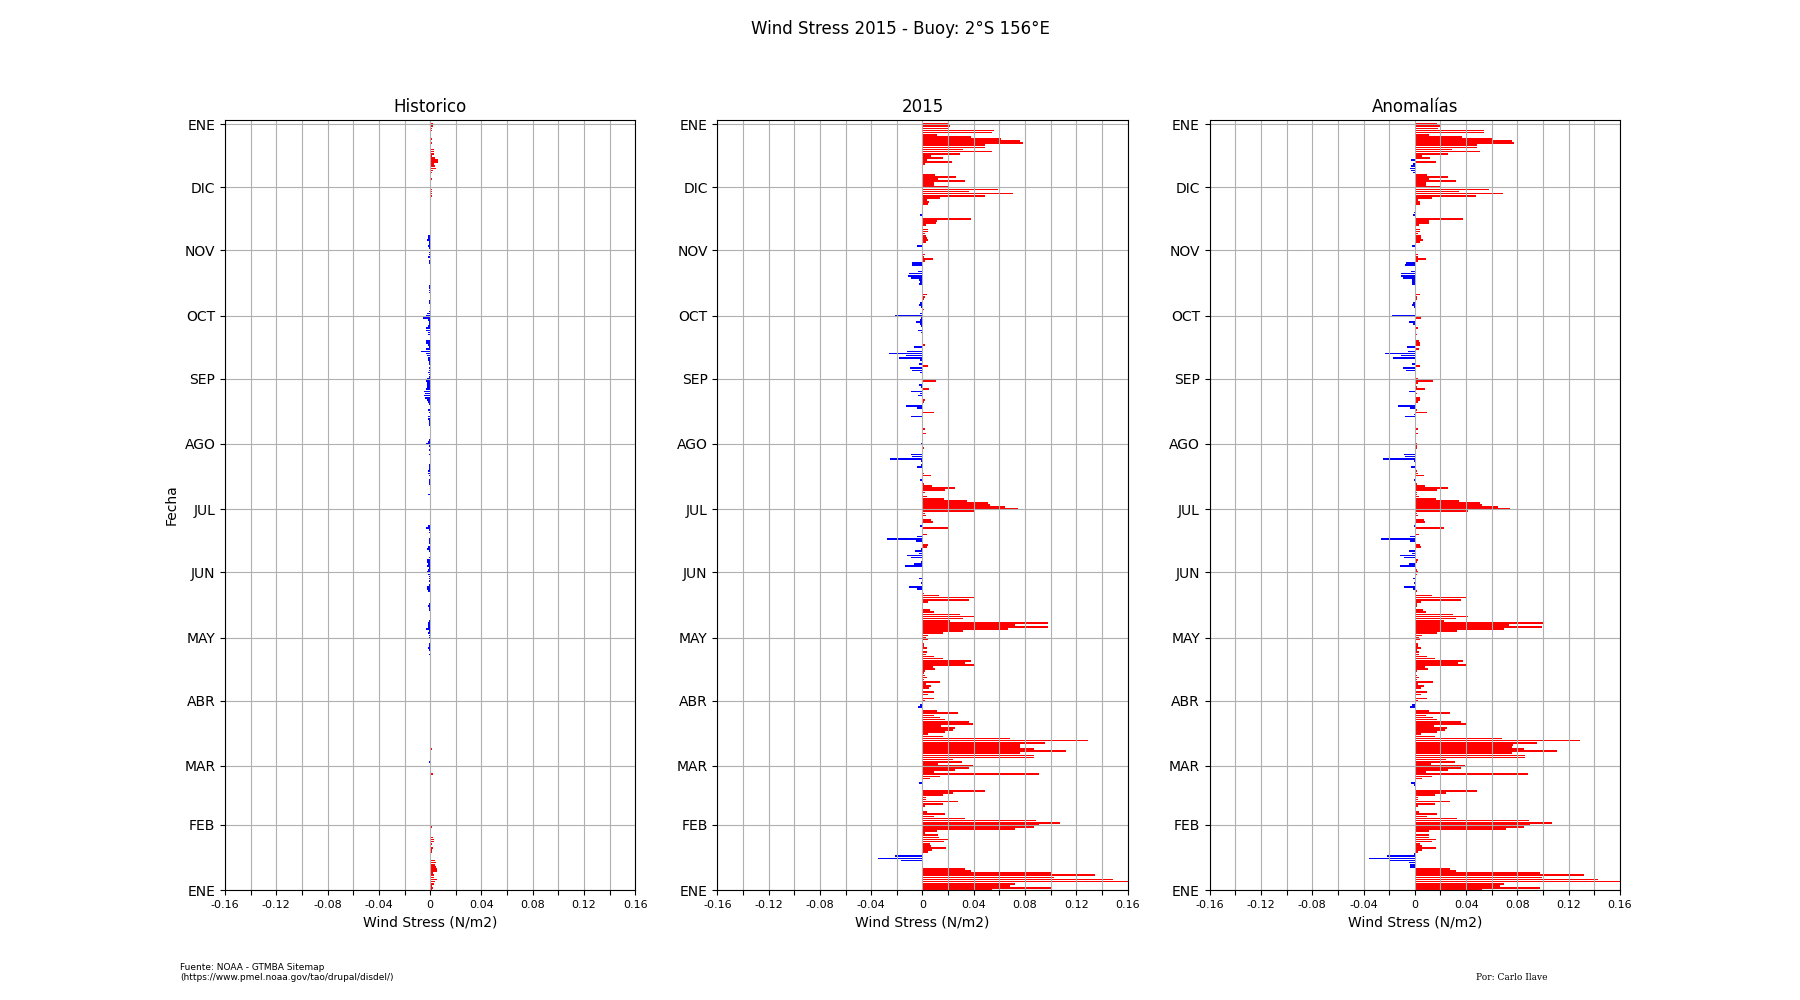 Wind Stress 2015 - Buoy: 2°S 156°E
Historico
2015
Anomalías
ENE
DIC
NOV
OCT
SEP
AGO
JUL
JUN
MAY
ABR
MAR
FEB
ENE
Fecha
-0.16 -0.12 -0.08 -0.04 0 0.04 0.08 0.12 0.16
Wind Stress (N/m2)
ENE
DIC
NOV
OCT
SEP
AGO
JUL
JUN
MAY
ABR
MAR
FEB
ENE
-0.16 -0.12 -0.08 -0.04 0 0.04 0.08 0.12 0.16
Wind Stress (N/m2)
ENE
DIC
NOV
OCT
SEP
AGO
JUL
JUN
MAY
ABR
MAR
FEB
ENE
-0.16 -0.12 -0.08 -0.04 0 0.04 0.08 0.12 0.16
Wind Stress (N/m2)
Fuente: NOAA - GTMBA Sitemap
(https://www.pmel.noaa.gov/tao/drupal/disdel/)
Por: Carlo Ilave